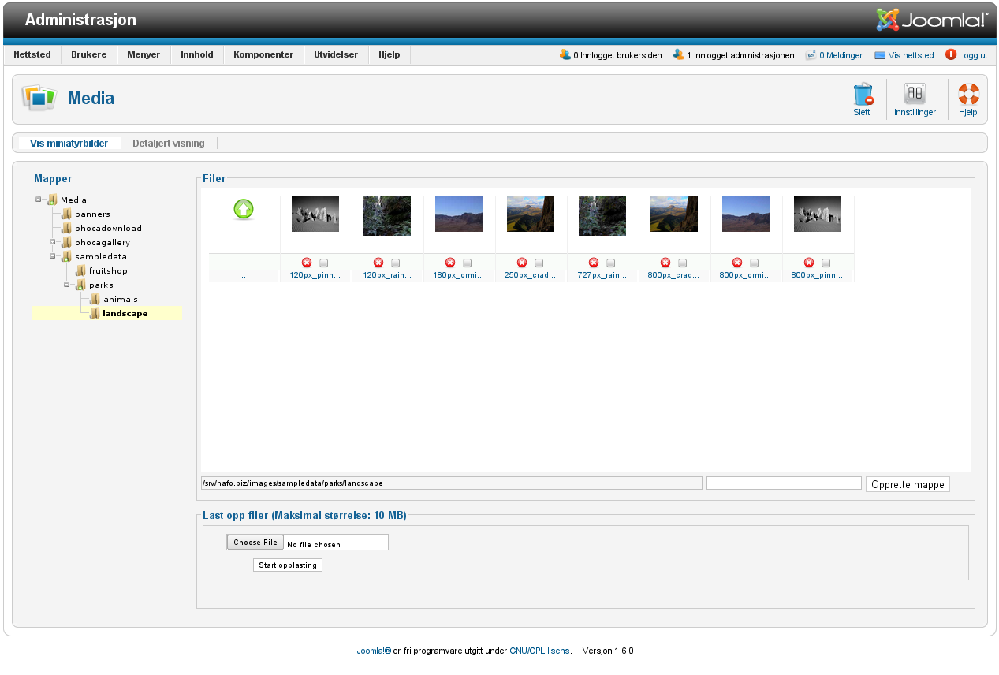 Administrasjon
Joomla!
Nettsted Brukere Menyer Innhold Komponenter Utvidelser Hjelp 0 Innlogget brukersiden 1 Innlogget administrasjonen 0 Meldinger Vis nettsted Logg ut
Media
Slett Innstillinger Hjelp
Vis miniatyrbilder Detaljert visning
Mapper
Media
banners
phocadownload
phocagallery
sampledata
fruitshop
parks
animals
landscape
Filer
.. 120px_pinn... 120px_rain... 180px_ormi... 250px_crad... 727px_rain... 800px_crad... 800px_ormi... 800px_pinn...
/srv/nafo.biz/images/sampledata/parks/landscape Opprette mappe
Last opp filer (Maksimal størrelse: 10 MB)
Choose File No file chosen
Start opplasting
Joomla!® er fri programvare utgitt under GNU/GPL lisens. Versjon 1.6.0